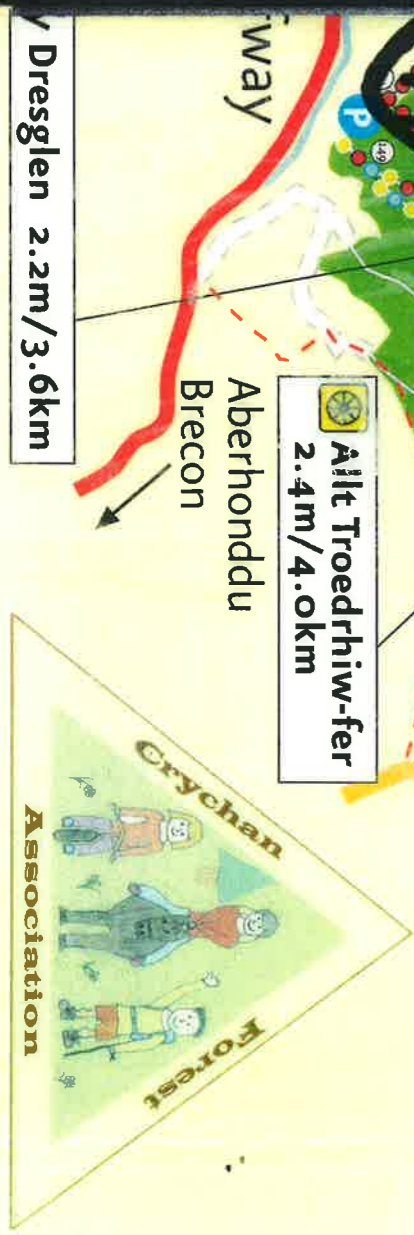 way
y Dresglen 2.2m/3.6km
P
149
Aberhonddu
Brecon
Allt Troedrhiw-fer
2.4m/4.0km
Crychan
Forest
Association